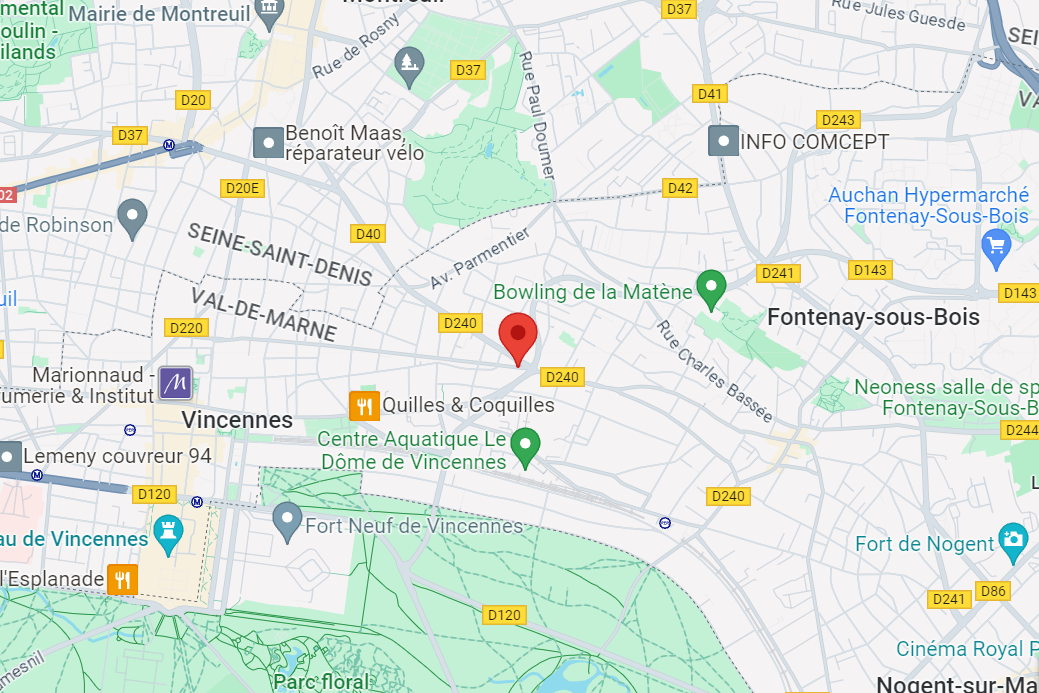 mental
oulin -
ilands
Mairie de Montreuil
Montreuil
D37
Rue Jules Guesde
Rue de Rosny
D37
Rue Paul Doumer
D20
D41
D243
D37
Benoît Maas,
réparateur vélo
INFO COMCEPT
D20E
D42
02
Auchan Hypermarché
Fontenay-Sous-Bois
de Robinson
D40
SEINE-SAINT-DENIS
Av. Parmentier
D241
D143
D143
uil
Bowling de la Matène
VAL-DE-MARNE
D220
D240
Fontenay-sous-Bois
Rue Charles Bassée
Marionnaud -
rumerie & Institut
M
D240
Neoness salle de sp
Fontenay-Sous-B
Quilles & Coquilles
Vincennes
D244
Centre Aquatique Le
Dôme de Vincennes
Lemeny couvreur 94
D120
D240
Fort Neuf de Vincennes
au de Vincennes
Fort de Nogent
l'Esplanade
D86
D241
D120
Cinéma Royal P
umesnil
Parc floral
Nogent-sur-Ma